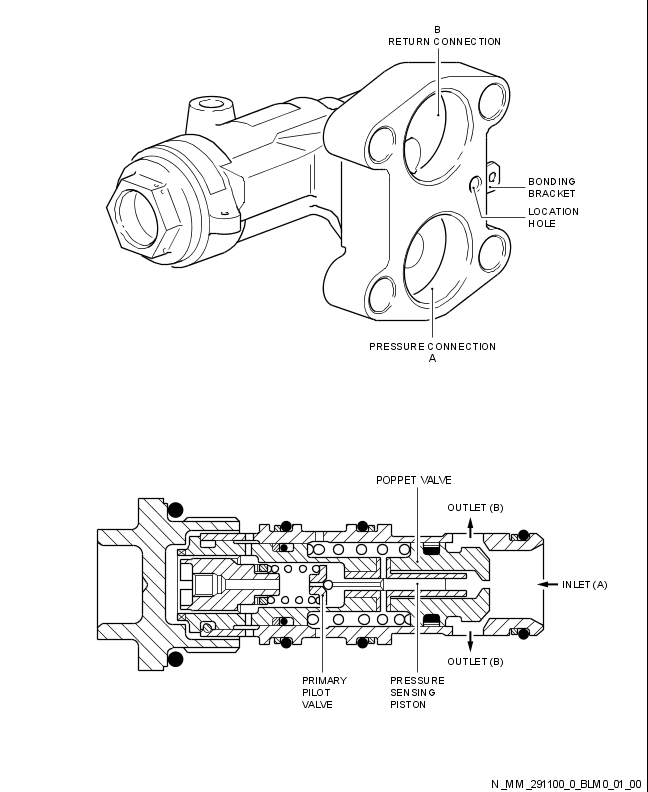 B
RETURN CONNECTION
BONDING
BRACKET
LOCATION
HOLE
PRESSURE CONNECTION
A
POPPET VALVE
OUTLET (B)
INLET (A)
OUTLET (B)
PRIMARY
PILOT
VALVE
PRESSURE
SENSING
PISTON
N_MM_291100_0_BLM0_01_00